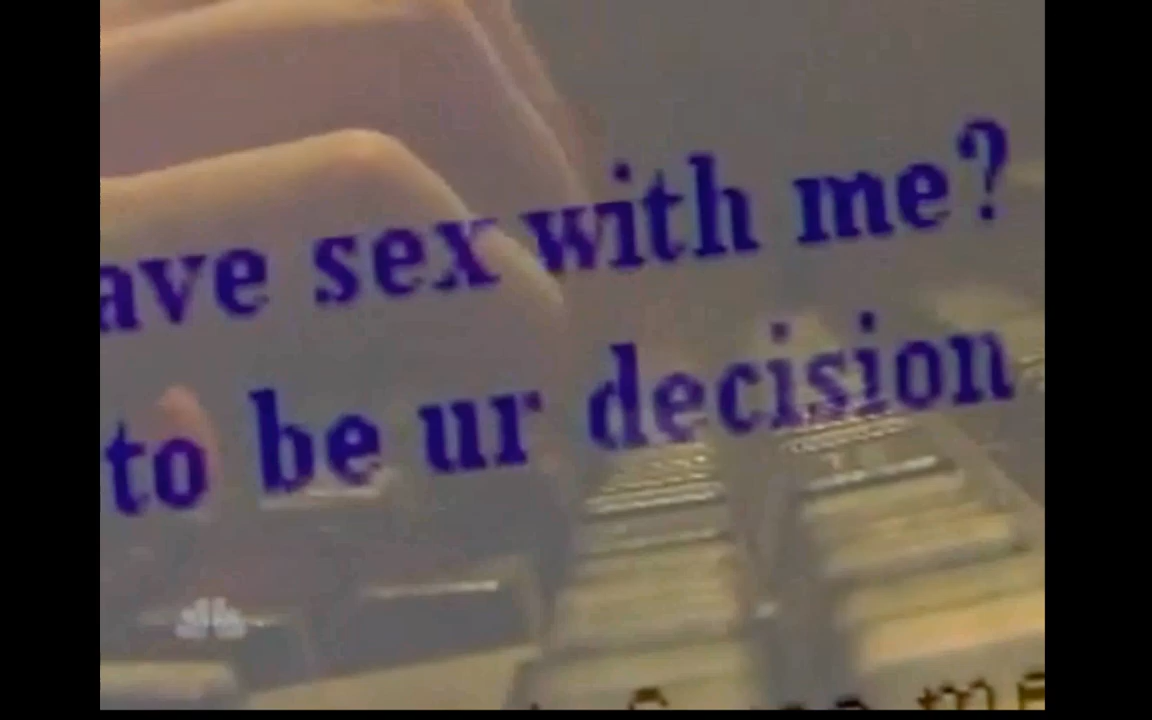 ave sex with me?
to be ur decision